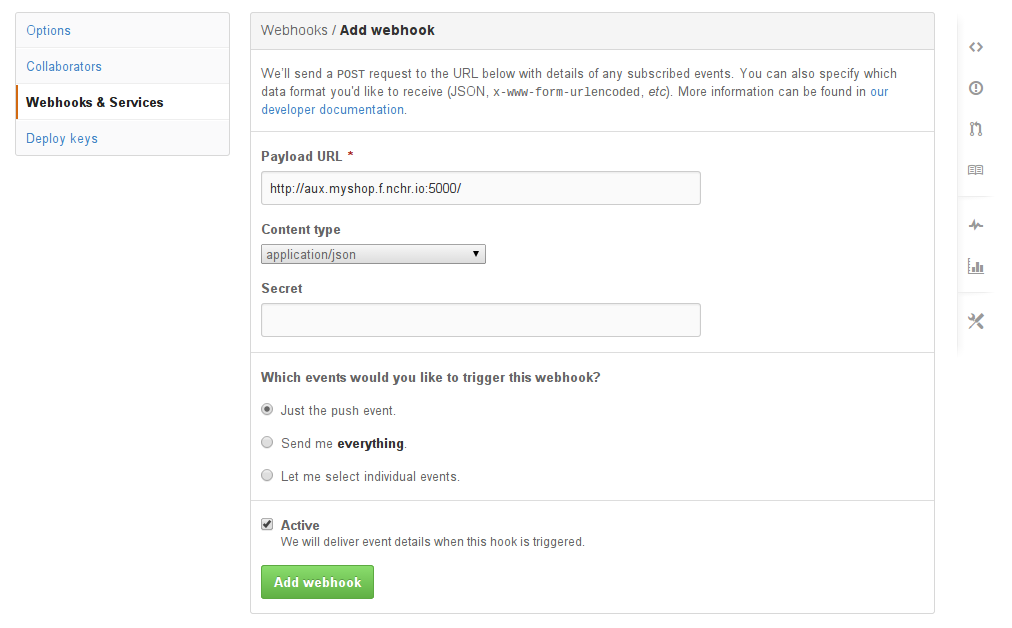 Options
Collaborators
Webhooks & Services
Deploy keys
Webhooks / Add webhook
We'll send a POST request to the URL below with details of any subscribed events. You can also specify which
data format you'd like to receive (JSON, x-www-form-urlencoded, etc). More information can be found in our
developer documentation.
Payload URL *
http://aux.myshop.f.nchr.io:5000/
Content type
application/json
Secret
Which events would you like to trigger this webhook?
Just the push event.
Send me everything.
Let me select individual events.
Active
We will deliver event details when this hook is triggered.
Add webhook